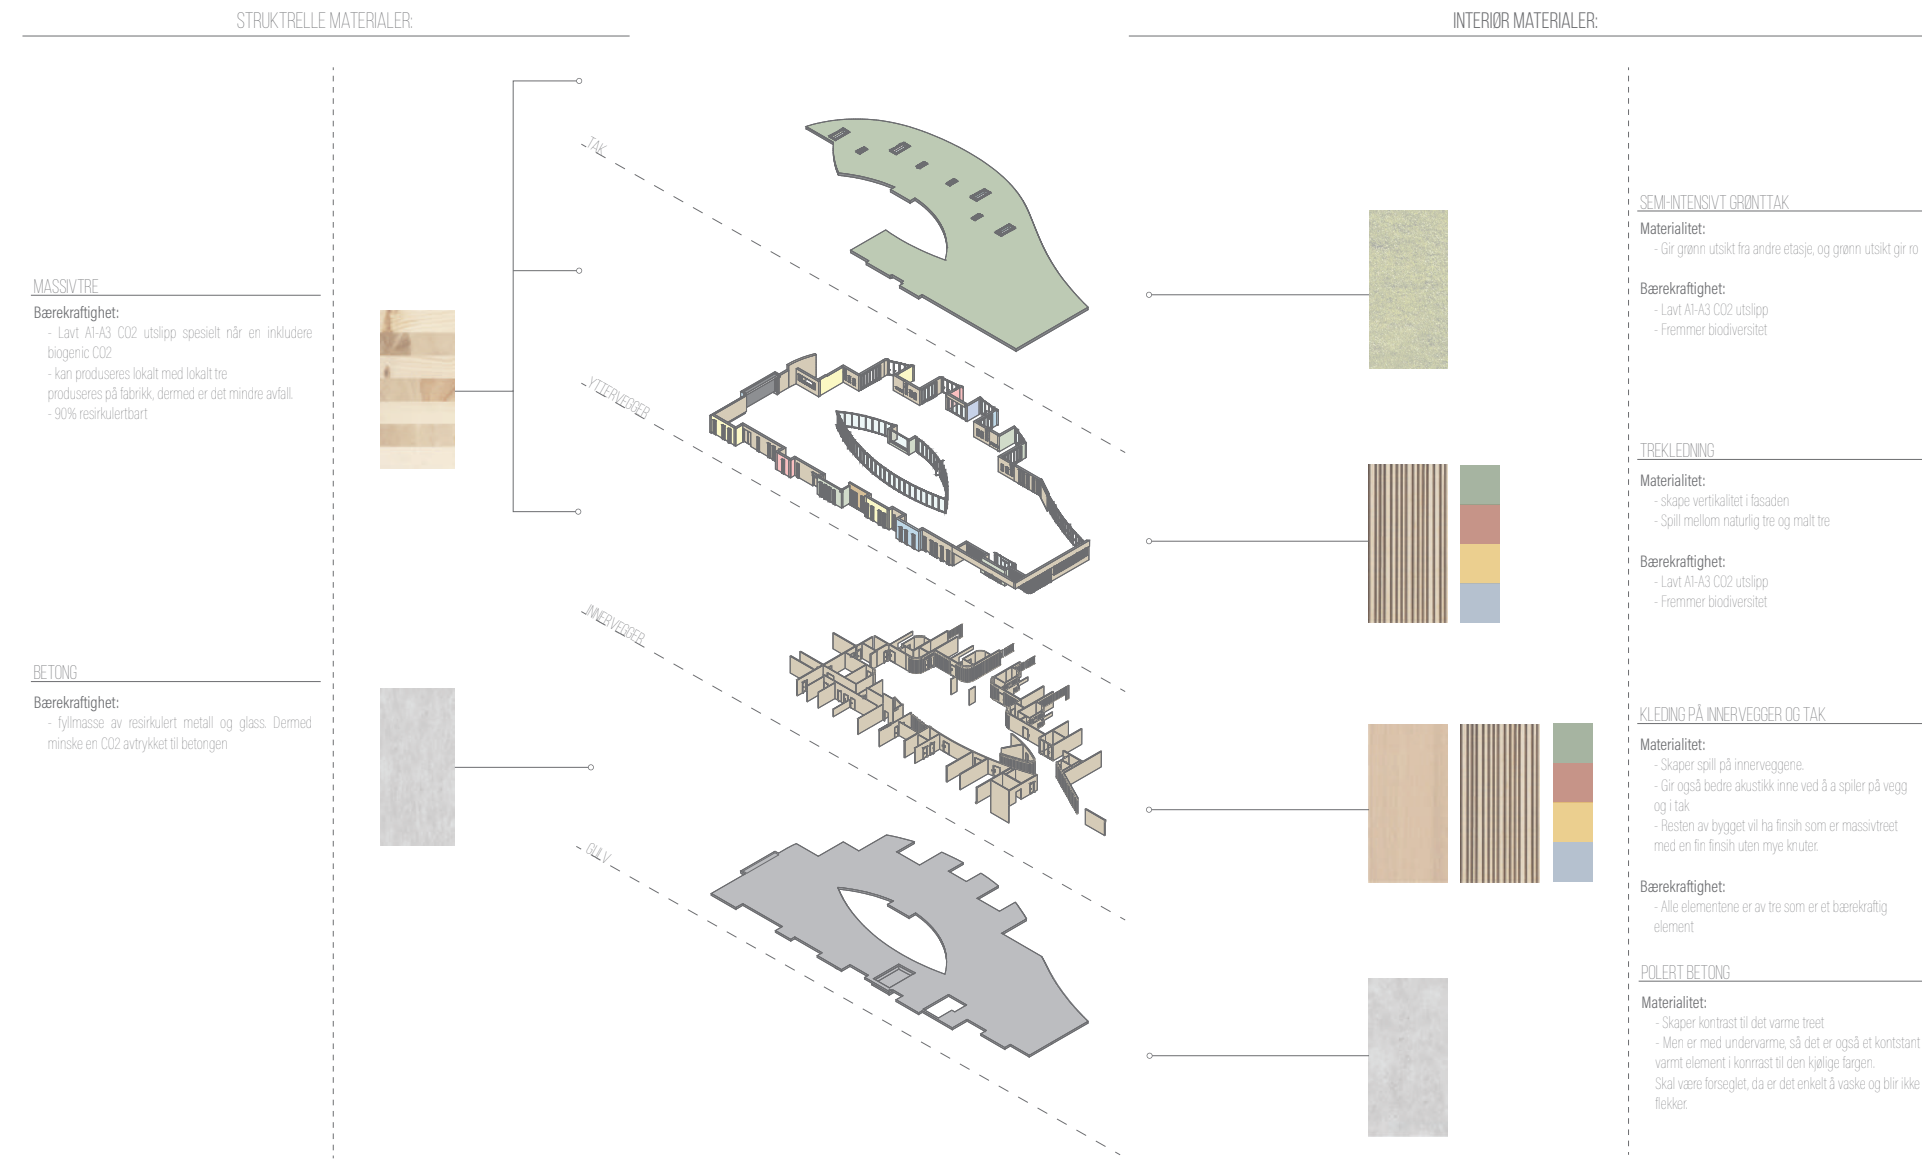 STRUKTRELLE MATERIALER:
MASSIVTRE
Bærekraftighet:
- Lavt A1-A3 CO2 utslipp spesielt når en inkludere
biogenic CO2
- kan produseres lokalt med lokalt tre
produseres på fabrikk, dermed er det mindre avfall.
- 90% resirkulertbart
BETONG
Bærekraftighet:
- fyllmasse av resirkulert metall og glass. Dermed
minske en CO2 avtrykket til betongen
TAK
YTTERVEGGER
INNERVEGGER
GULV
INTERIØR MATERIALER:
SEMI-INTENSIVT GRØNTTAK
Materialitet:
- Gir grønn utsikt fra andre etasje, og grønn utsikt gir ro
Bærekraftighet:
- Lavt A1-A3 CO2 utslipp
- Fremmer biodiversitet
TREKLEDNING
Materialitet:
- skape vertikalitet i fasaden
- Spill mellom naturlig tre og malt tre
Bærekraftighet:
- Lavt A1-A3 CO2 utslipp
- Fremmer biodiversitet
KLEDING PÅ INNERVEGGER OG TAK
Materialitet:
- Skaper spill på innerveggene.
- Gir også bedre akustikk inne ved å a spiler på vegg
og i tak
- Resten av bygget vil ha finsih som er massivtreet
med en fin finsih uten mye knuter.
Bærekraftighet:
- Alle elementene er av tre som er et bærekraftig
element
POLERT BETONG
Materialitet:
- Skaper kontrast til det varme treet
- Men er med undervarme, så det er også et kontstant
varmt element i konrrast til den kjølige fargen.
Skal være forseglet, da er det enkelt å vaske og blir ikke
flekker.